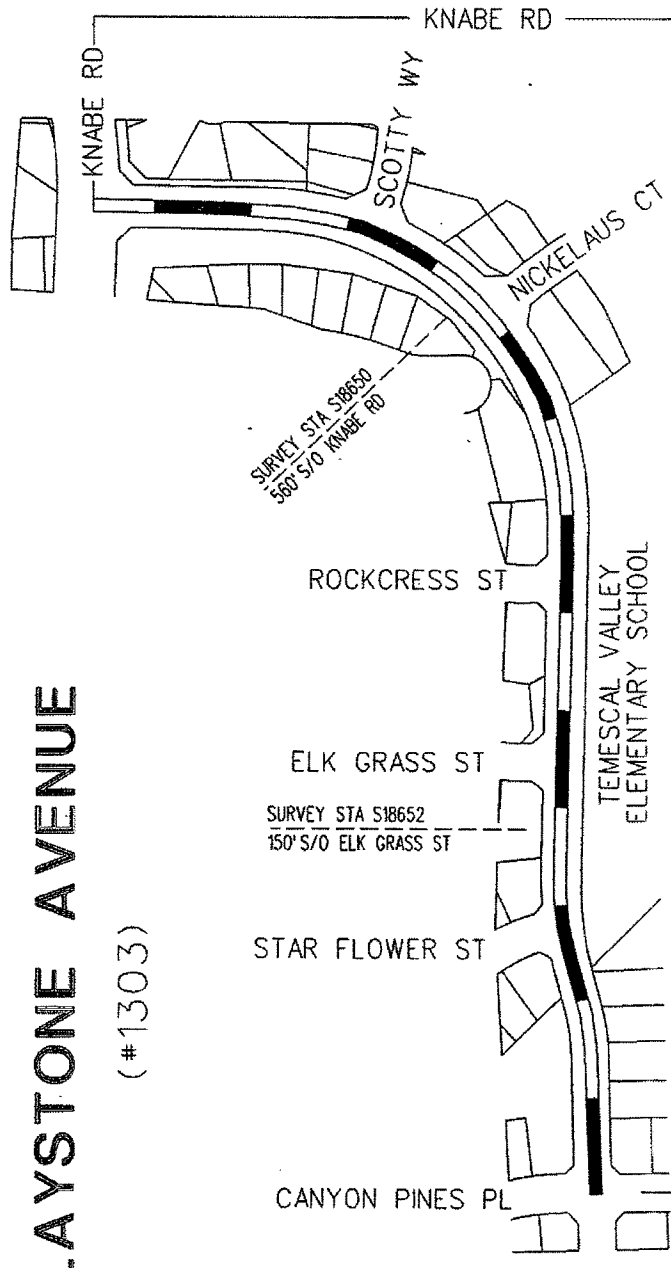 KNABE RD
KNABE RD
SCOTTY WY
NICKELAUS CT
SURVEY STA S18650
560' S/O KNABE RD
ROCKCRESS ST
TEMESCAL VALLEY
ELEMENTARY SCHOOL
ELK GRASS ST
SURVEY STA S18652
150' S/O ELK GRASS ST
STAR FLOWER ST
CANYON PINES PL
AYSTONE AVENUE
(#1303)